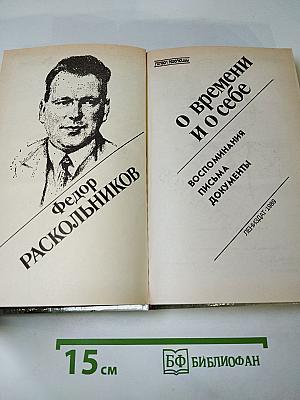 Федор
РАСКОЛЬНИКОВ
О времени
и о себе
ВОСПОМИНАНИЯ
ПИСЬМА
ДОКУМЕНТЫ
ЛЕНИЗДАТ·1989
15 см
БФ БИБЛИОФАН